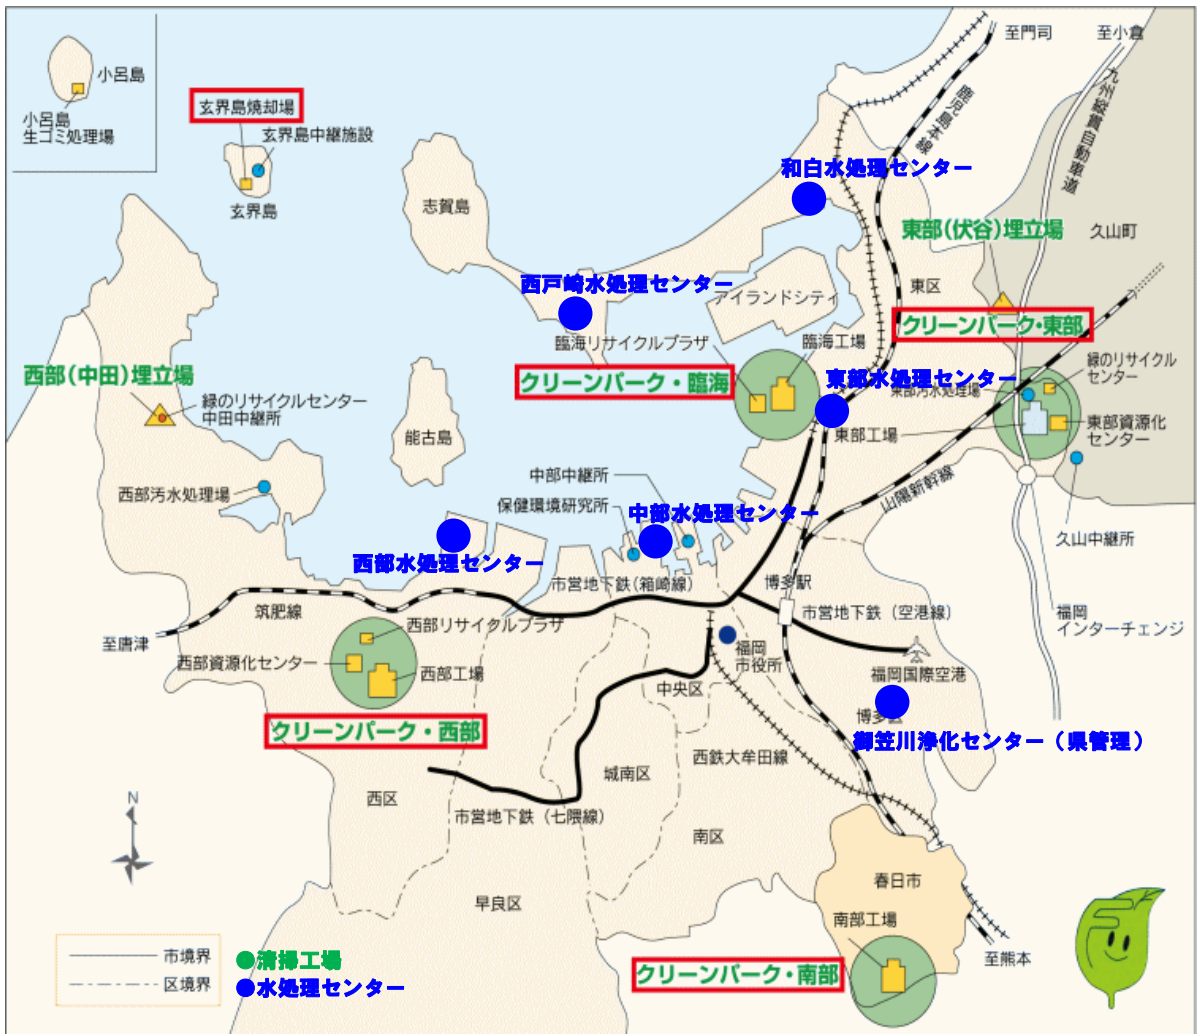 至門司
至小倉
小呂島
小呂島
生ゴミ処理場
玄界島焼却場
玄界島中継施設
玄界島
鹿児島本線
九州縦貫自動車道
志賀島
和白水処理センター
東部(伏谷)埋立場
久山町
西戸崎水処理センター
アイランドシティ
東区
クリーンパーク・東部
臨海リサイクルプラザ
臨海工場
緑のリサイクル
センター
西部(中田)埋立場
クリーンパーク・臨海
東部水処理センター
東部汚水処理場
緑のリサイクルセンター
中田中継所
能古島
東部工場
東部資源化
センター
中部中継所
山陽新幹線
西部汚水処理場
保健環境研究所
中部水処理センター
久山中継所
西部水処理センター
市営地下鉄(箱崎線)
博多駅
筑肥線
市営地下鉄(空港線)
福岡
インターチェンジ
至唐津
西部リサイクルプラザ
福岡
市役所
西部資源化センター
西部工場
中央区
福岡国際空港
クリーンパーク・西部
博多
御笠川浄化センター(県管理)
西鉄大牟田線
城南区
N
西区
市営地下鉄(七隈線)
南区
春日市
早良区
南部工場
市境界
清掃工場
至熊本
クリーンパーク・南部
区境界
水処理センター